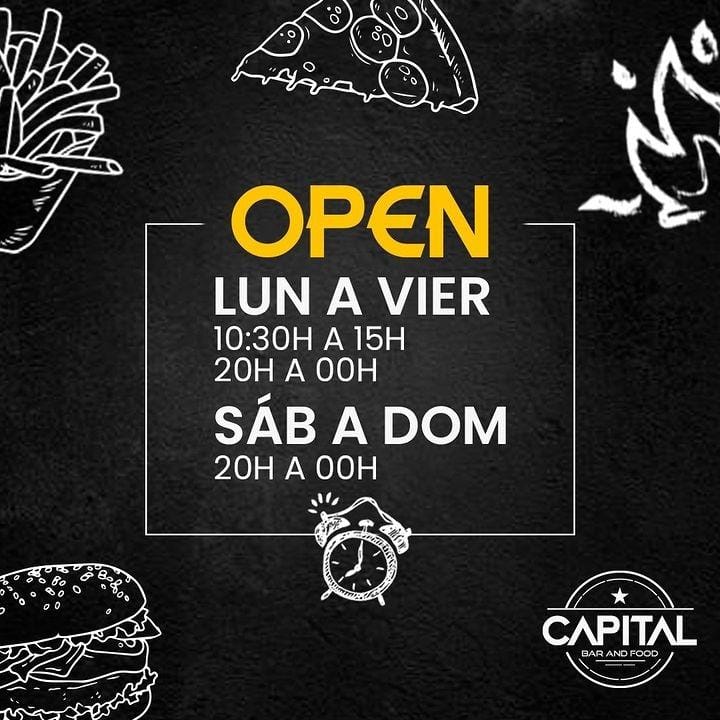 OPEN
LUN A VIER
10:30H A 15H
20H A 00H
SÁB A DOM
20H A 00H
CAPITAL
BAR AND FOOD